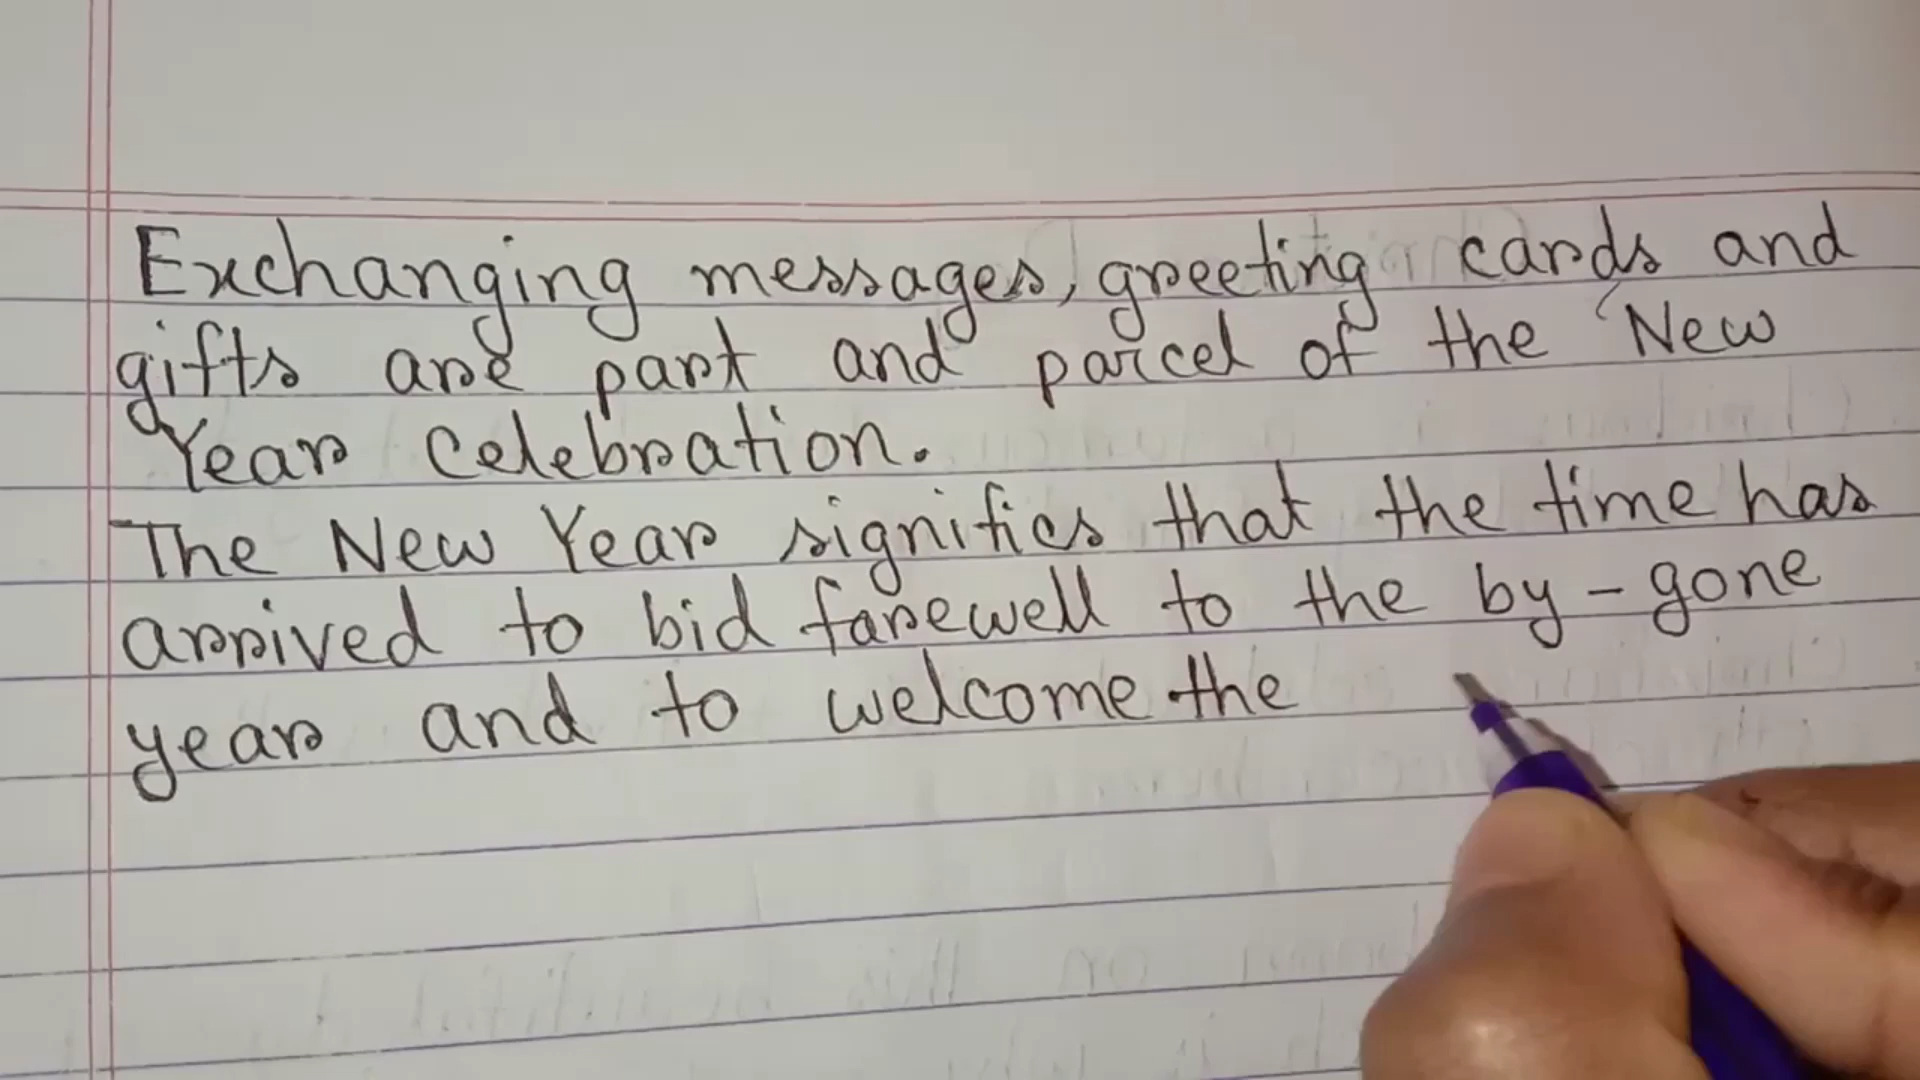 Exchanging messages, greeting cards and
gifts are part and parcel of the New
Year celebration.
The New Year signifies that the time has
arrived to bid farewell to the by-gone
year and to welcome the